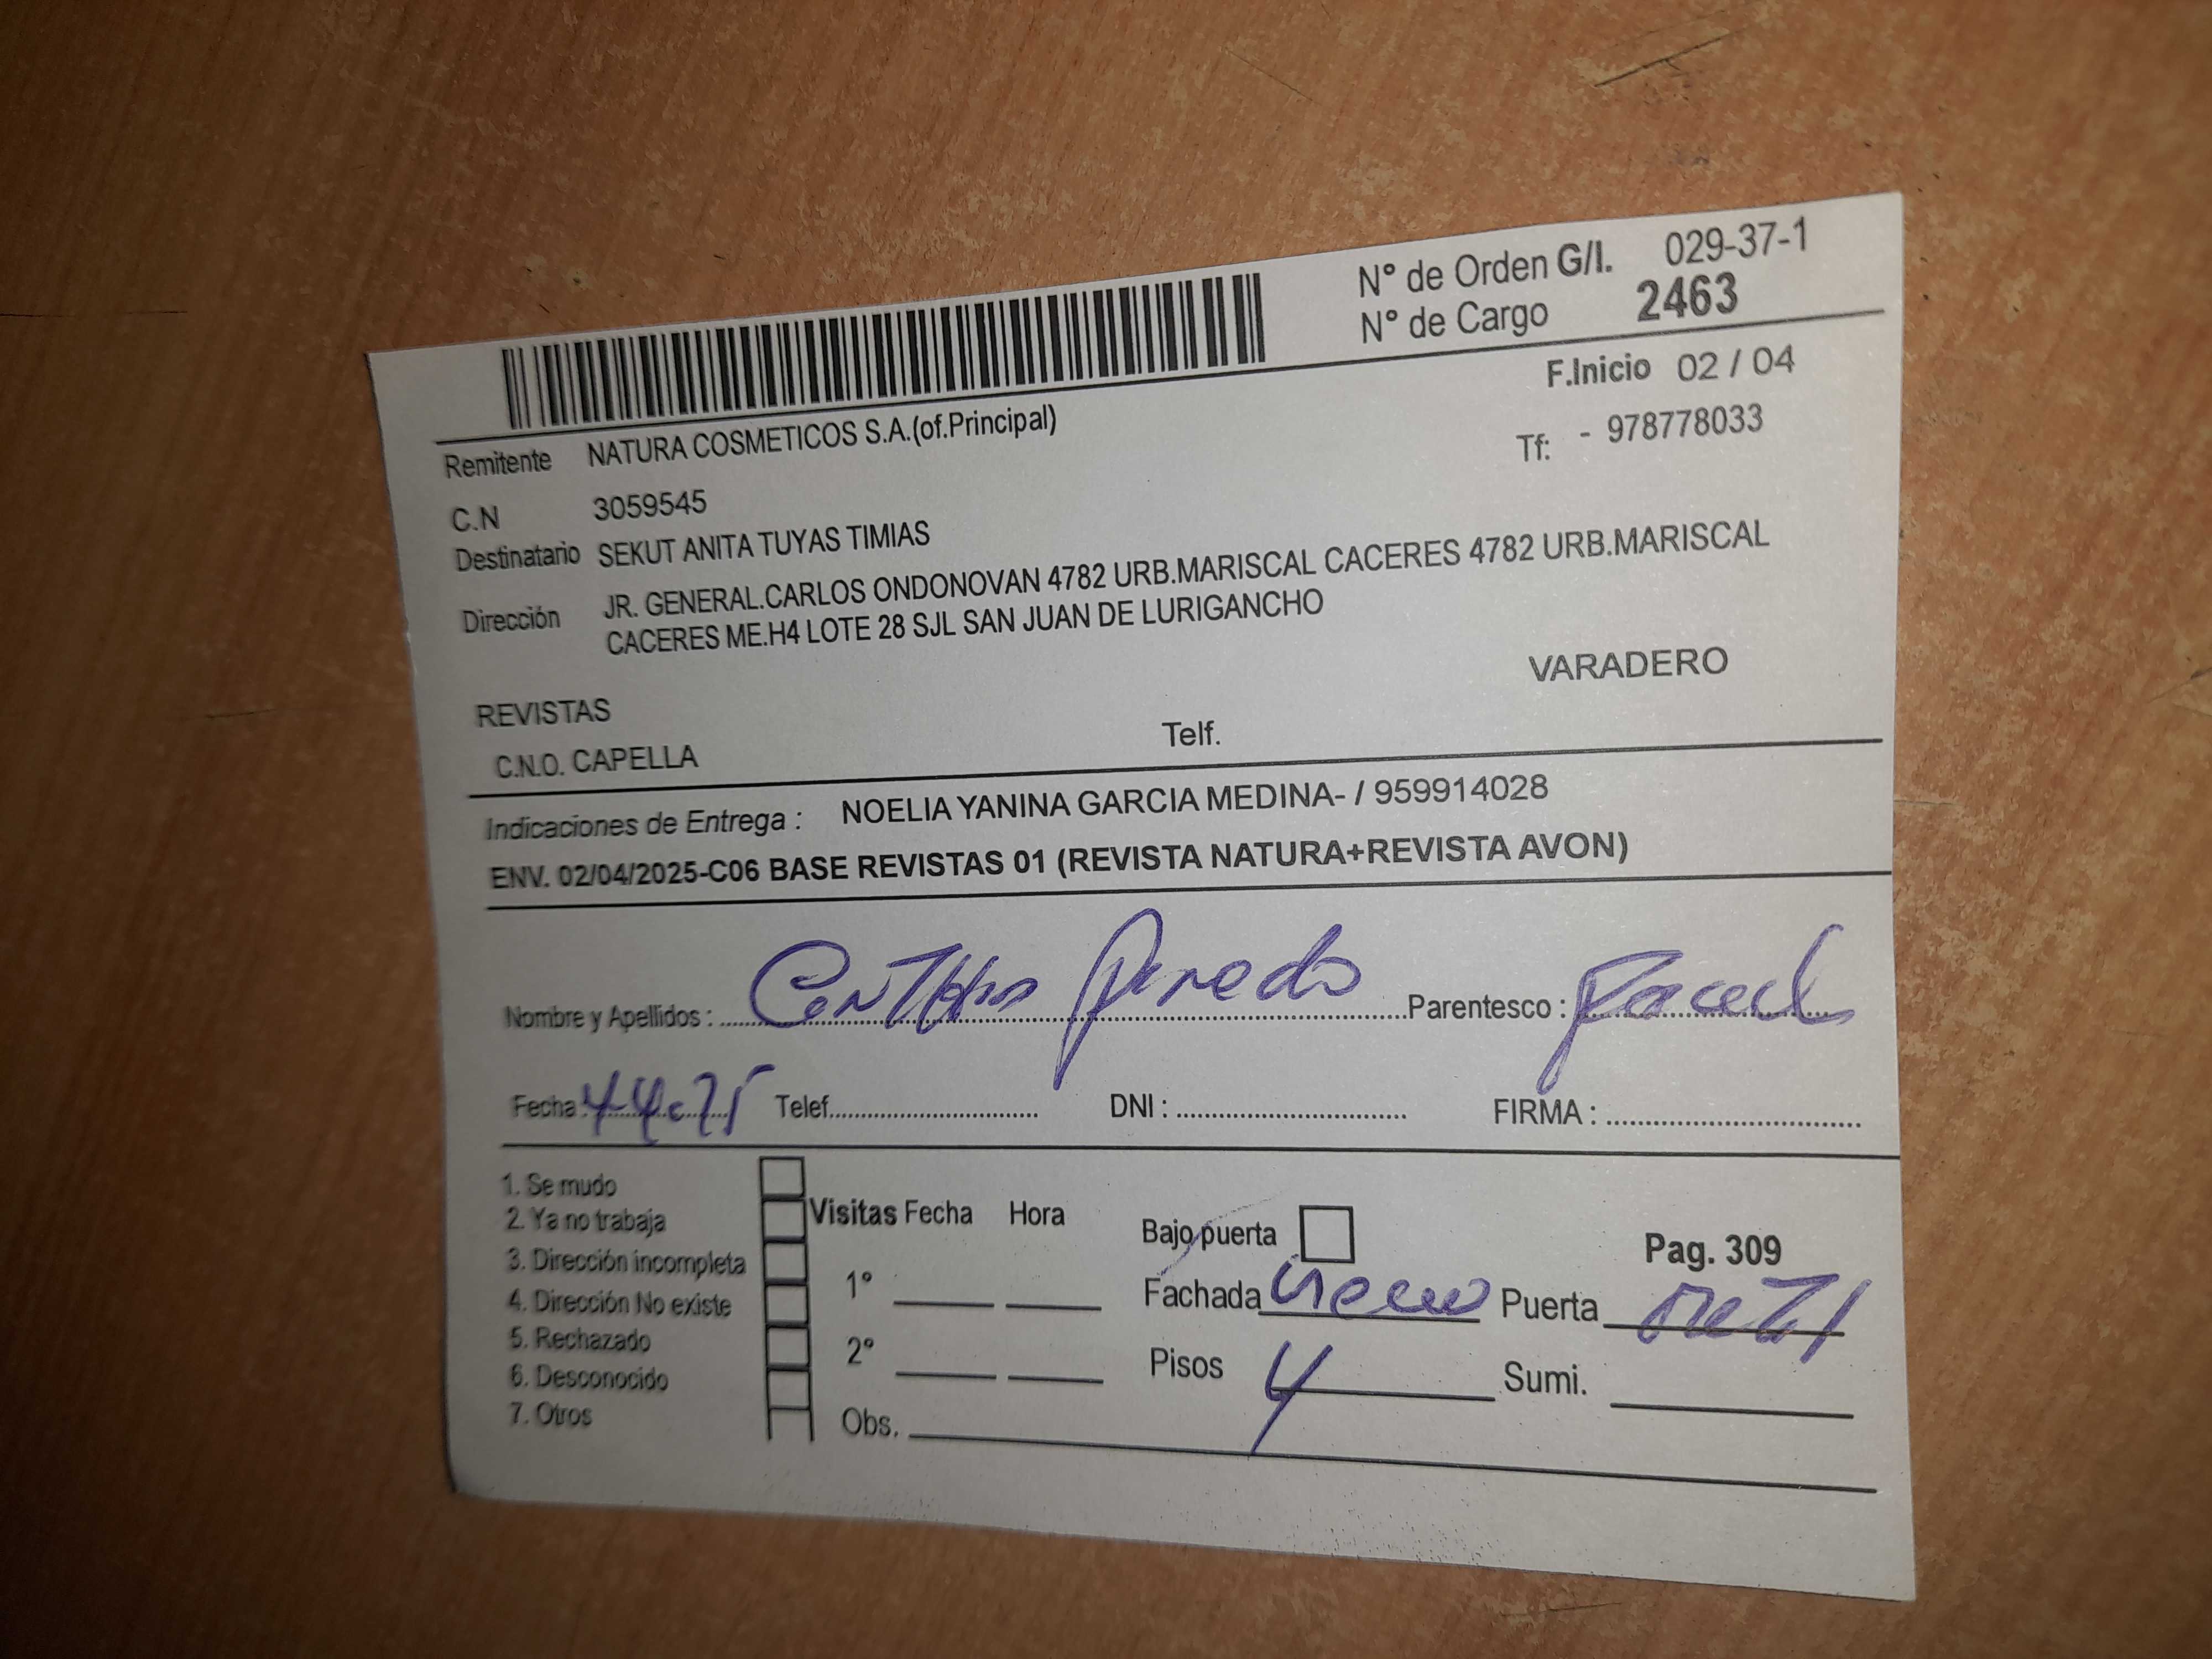 N° de Orden G/I. 029-37-1
N° de Cargo 2463
F.Inicio 02 / 04
Remitente NATURA COSMETICOS S.A.(of.Principal)
Tf: - 978778033
C.N 3059545
Destinatario SEKUT ANITA TUYAS TIMIAS
Dirección JR. GENERAL.CARLOS ONDONOVAN 4782 URB.MARISCAL CACERES 4782 URB.MARISCAL
CACERES ME.H4 LOTE 28 SJL SAN JUAN DE LURIGANCHO
VARADERO
REVISTAS
C.N.O. CAPELLA Telf.
Indicaciones de Entrega : NOELIA YANINA GARCIA MEDINA- / 959914028
ENV. 02/04/2025-C06 BASE REVISTAS 01 (REVISTA NATURA+REVISTA AVON)
Nombre y Apellidos : Paredo Parentesco :
Fecha : Telef. DNI : FIRMA :
1. Se mudo
2. Ya no trabaja
3. Dirección incompleta
4. Dirección No existe
5. Rechazado
6. Desconocido
7. Otros
Visitas Fecha Hora
1°
2°
Obs.
Bajo puerta Pag. 309
Fachada Puerta
Pisos 4 Sumi.